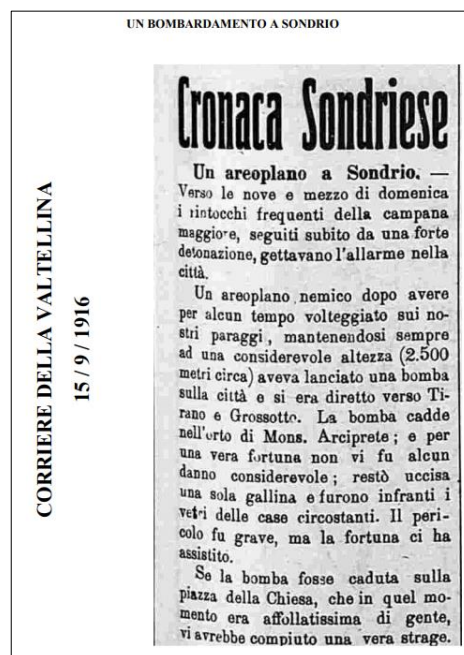 UN BOMBARDAMENTO A SONDRIO
CORRIERE DELLA VALTELLINA
15 / 9 / 1916
Cronaca Sondriese
Un areoplano a Sondrio. —
Verso le nove e mezzo di domenica
i rintocchi frequenti della campana
maggiore, seguiti subito da una forte
detonazione, gettavano l'allarme nella
città.
Un areoplano nemico dopo avere
per alcun tempo volteggiato sui no-
stri paraggi, mantenendosi sempre
ad una considerevole altezza (2.500
metri circa) aveva lanciato una bomba
sulla città e si era diretto verso Ti-
rano e Grossotto. La bomba cadde
nell'orto di Mons. Arciprete; e per
una vera fortuna non vi fu alcun
danno considerevole; restò uccisa
una sola gallina e furono infranti i
vetri delle case circostanti. Il peri-
colo fu grave, ma la fortuna ci ha
assistito.
Se la bomba fosse caduta sulla
piazza della Chiesa, che in quel mo-
mento era affollatissima di gente,
vi avrebbe compiuto una vera strage.